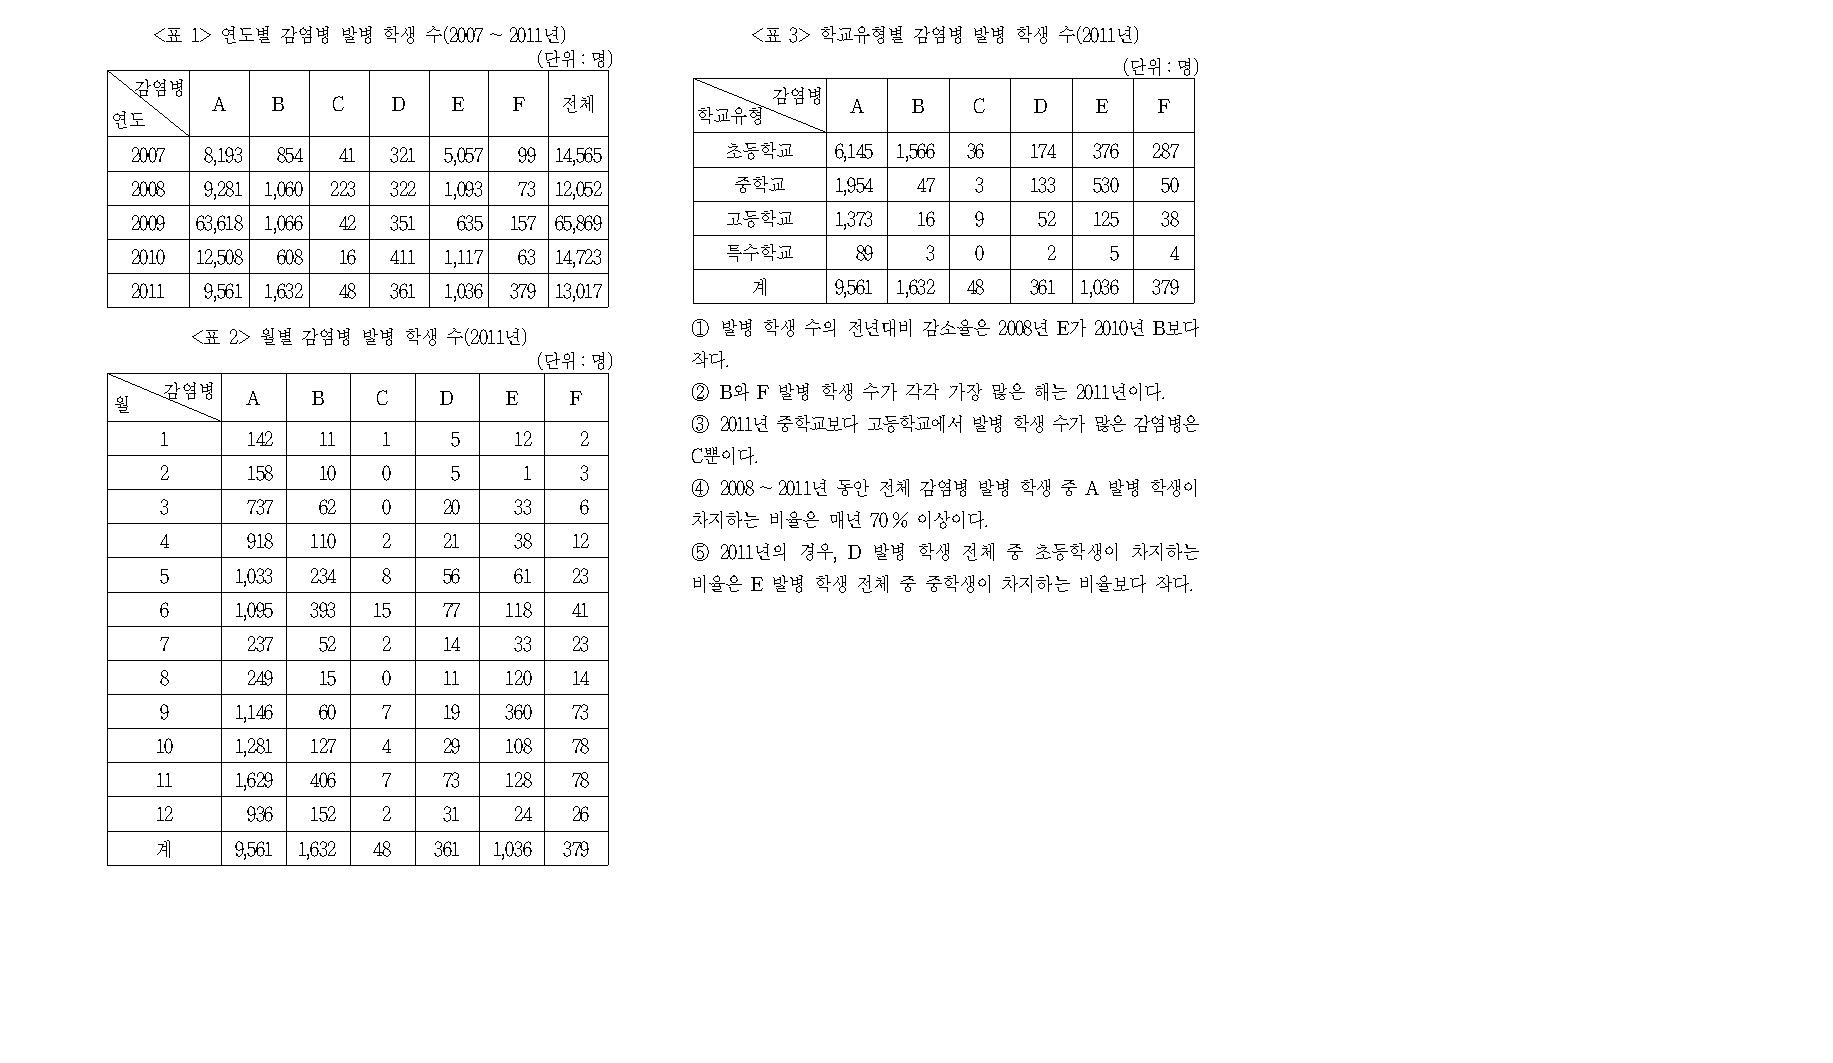 <표 1> 연도별 감염병 발병 학생 수(2007 ~ 2011년)
(단위 : 명)
감염병
연도
A B C D E F 전체
2007 8,193 854 41 321 5,057 99 14,565
2008 9,281 1,060 223 322 1,093 73 12,052
2009 63,618 1,066 42 351 635 157 65,869
2010 12,508 608 16 411 1,117 63 14,723
2011 9,561 1,632 48 361 1,036 379 13,017
<표 2> 월별 감염병 발병 학생 수(2011년)
(단위 : 명)
감염병
월
A B C D E F
1 142 11 1 5 12 2
2 158 10 0 5 1 3
3 737 62 0 20 33 6
4 918 110 2 21 38 12
5 1,033 234 8 56 61 23
6 1,095 393 15 77 118 41
7 237 52 2 14 33 23
8 249 15 0 11 120 14
9 1,146 60 7 19 360 73
10 1,281 127 4 29 108 78
11 1,629 406 7 73 128 78
12 936 152 2 31 24 26
계 9,561 1,632 48 361 1,036 379
<표 3> 학교유형별 감염병 발병 학생 수(2011년)
(단위 : 명)
감염병
학교유형
A B C D E F
초등학교 6,145 1,566 36 174 376 287
중학교 1,954 47 3 133 530 50
고등학교 1,373 16 9 52 125 38
특수학교 89 3 0 2 5 4
계 9,561 1,632 48 361 1,036 379
① 발병 학생 수의 전년대비 감소율은 2008년 E가 2010년 B보다
작다.
② B와 F 발병 학생 수가 각각 가장 많은 해는 2011년이다.
③ 2011년 중학교보다 고등학교에서 발병 학생 수가 많은 감염병은
C뿐이다.
④ 2008 ~ 2011년 동안 전체 감염병 발병 학생 중 A 발병 학생이
차지하는 비율은 매년 70 % 이상이다.
⑤ 2011년의 경우, D 발병 학생 전체 중 초등학생이 차지하는
비율은 E 발병 학생 전체 중 중학생이 차지하는 비율보다 작다.